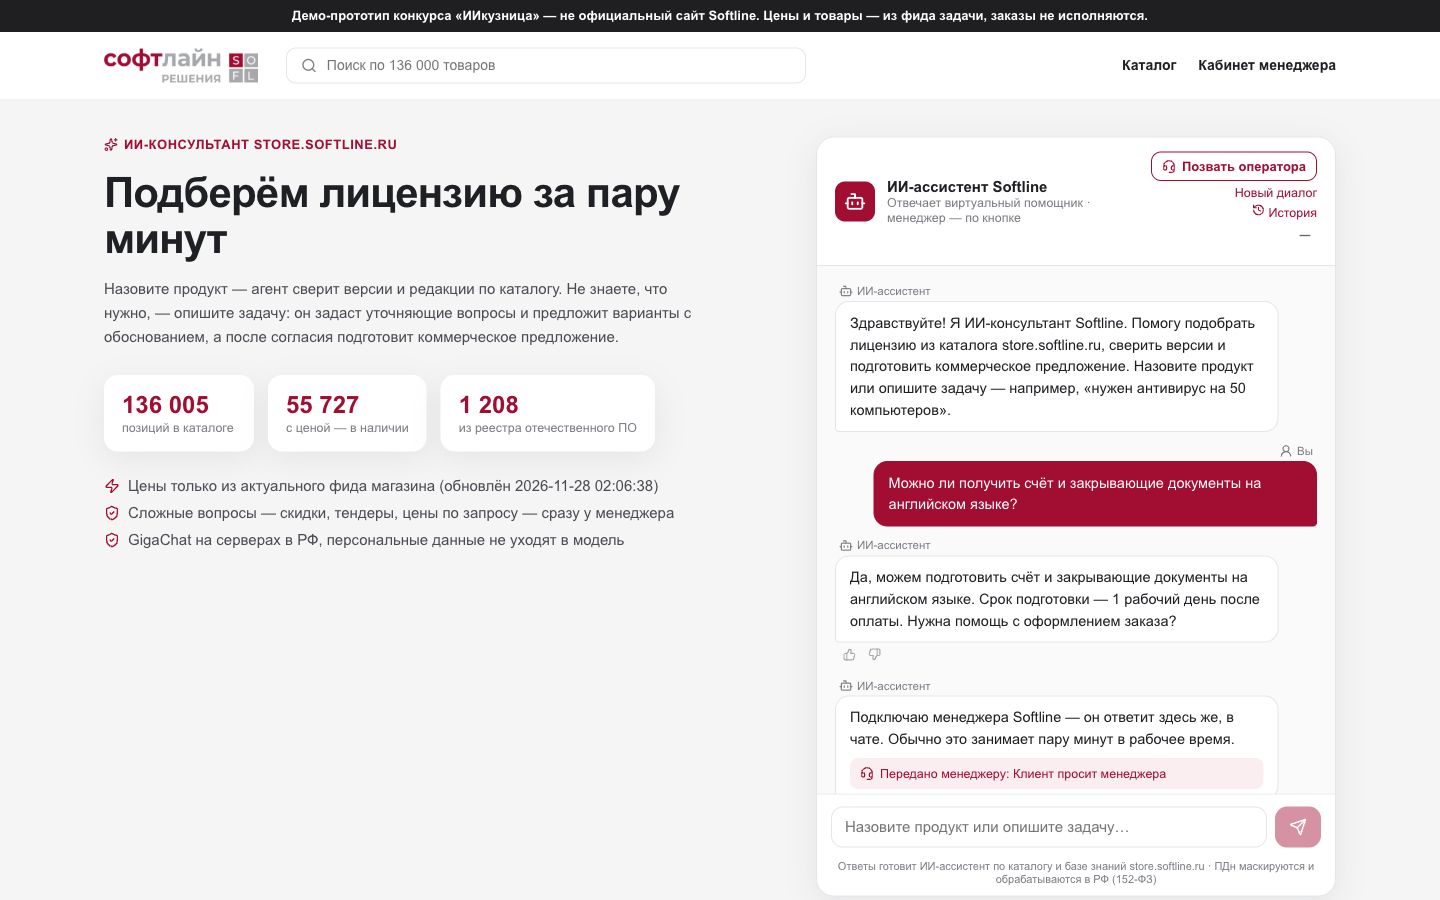 Демо-прототип конкурса «ИИкузница» — не официальный сайт Softline. Цены и товары — из фида задачи, заказы не исполняются.
софтлайн
РЕШЕНИЯ
S O
F L
Поиск по 136 000 товаров
Каталог
Кабинет менеджера
ИИ-КОНСУЛЬТАНТ STORE.SOFTLINE.RU
Подберём лицензию за пару
минут
Назовите продукт — агент сверит версии и редакции по каталогу. Не знаете, что
нужно, — опишите задачу: он задаст уточняющие вопросы и предложит варианты с
обоснованием, а после согласия подготовит коммерческое предложение.
136 005
позиций в каталоге
55 727
с ценой — в наличии
1 208
из реестра отечественного ПО
Цены только из актуального фида магазина (обновлён 2026-11-28 02:06:38)
Сложные вопросы — скидки, тендеры, цены по запросу — сразу у менеджера
GigaChat на серверах в РФ, персональные данные не уходят в модель
ИИ-ассистент Softline
Отвечает виртуальный помощник ·
менеджер — по кнопке
Позвать оператора
Новый диалог
История
—
ИИ-ассистент
Здравствуйте! Я ИИ-консультант Softline. Помогу подобрать
лицензию из каталога store.softline.ru, сверить версии и
подготовить коммерческое предложение. Назовите продукт
или опишите задачу — например, «нужен антивирус на 50
компьютеров».
Вы
Можно ли получить счёт и закрывающие документы на
английском языке?
ИИ-ассистент
Да, можем подготовить счёт и закрывающие документы на
английском языке. Срок подготовки — 1 рабочий день после
оплаты. Нужна помощь с оформлением заказа?
ИИ-ассистент
Подключаю менеджера Softline — он ответит здесь же, в
чате. Обычно это занимает пару минут в рабочее время.
Передано менеджеру: Клиент просит менеджера
Назовите продукт или опишите задачу…
Ответы готовит ИИ-ассистент по каталогу и базе знаний store.softline.ru · ПДн маскируются и
обрабатываются в РФ (152-ФЗ)